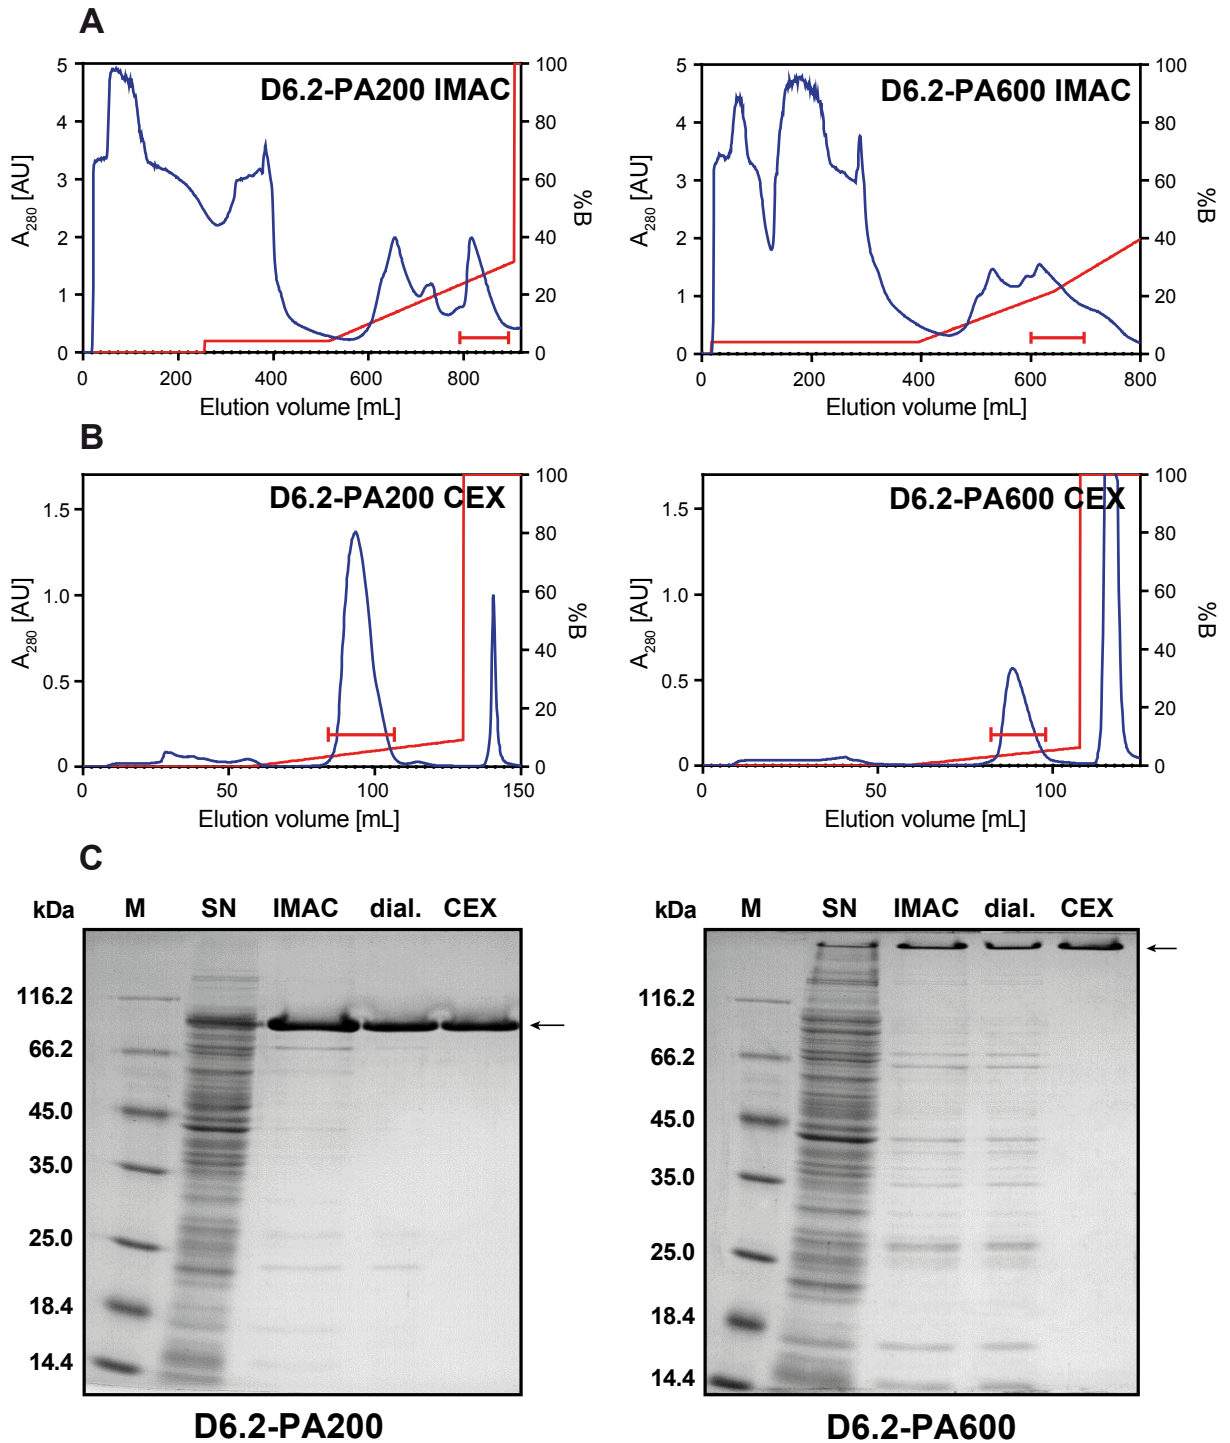 A
D6.2-PA200 IMAC
5
4
3
2
1
0
A280 [AU]
100
80
60
40
20
0
%B
0 200 400 600 800
Elution volume [mL]
D6.2-PA600 IMAC
5
4
3
2
1
0
A280 [AU]
100
80
60
40
20
0
%B
0 200 400 600 800
Elution volume [mL]
B
D6.2-PA200 CEX
1.5
1.0
0.5
0
A280 [AU]
100
80
60
40
20
0
%B
0 50 100 150
Elution volume [mL]
D6.2-PA600 CEX
1.5
1.0
0.5
0
A280 [AU]
100
80
60
40
20
0
%B
0 50 100
Elution volume [mL]
C
kDa M SN IMAC dial. CEX
116.2
66.2
45.0
35.0
25.0
18.4
14.4
D6.2-PA200
kDa M SN IMAC dial. CEX
116.2
66.2
45.0
35.0
25.0
18.4
14.4
D6.2-PA600